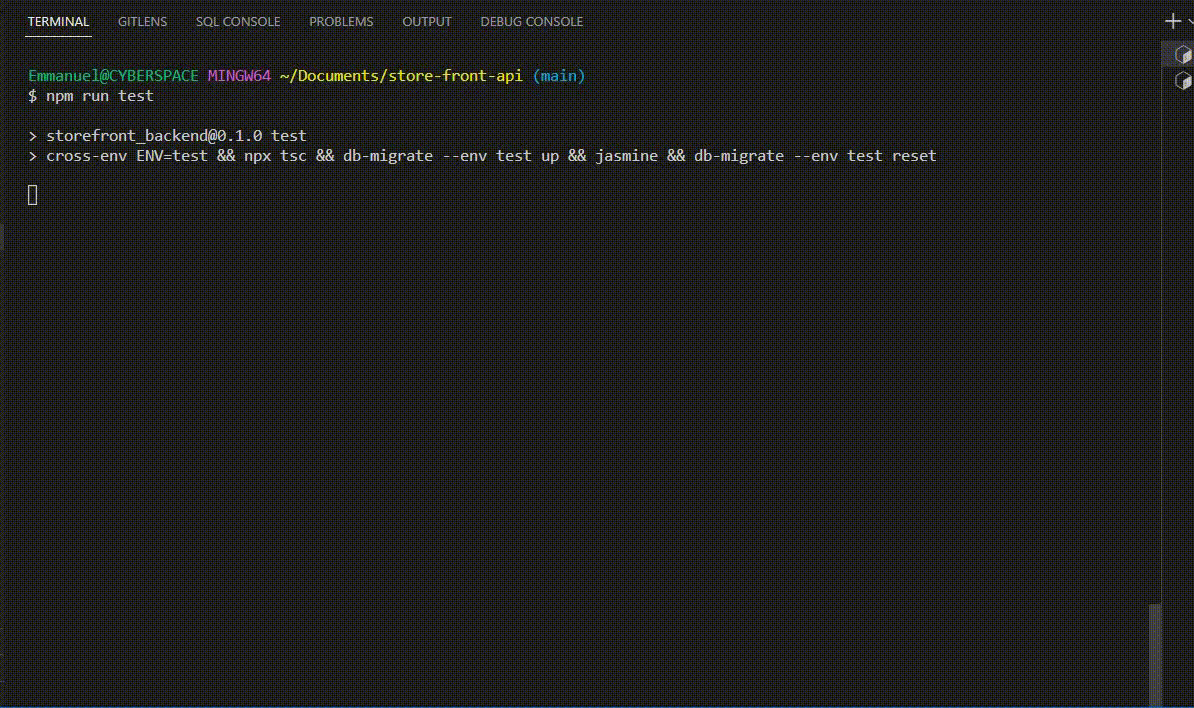 TERMINAL GITLENS SQL CONSOLE PROBLEMS OUTPUT DEBUG CONSOLE
Emmanuel@CYBERSPACE MINGW64 ~/Documents/store-front-api (main)
$ npm run test
> storefront_backend@0.1.0 test
> cross-env ENV=test && npx tsc && db-migrate --env test up && jasmine && db-migrate --env test reset